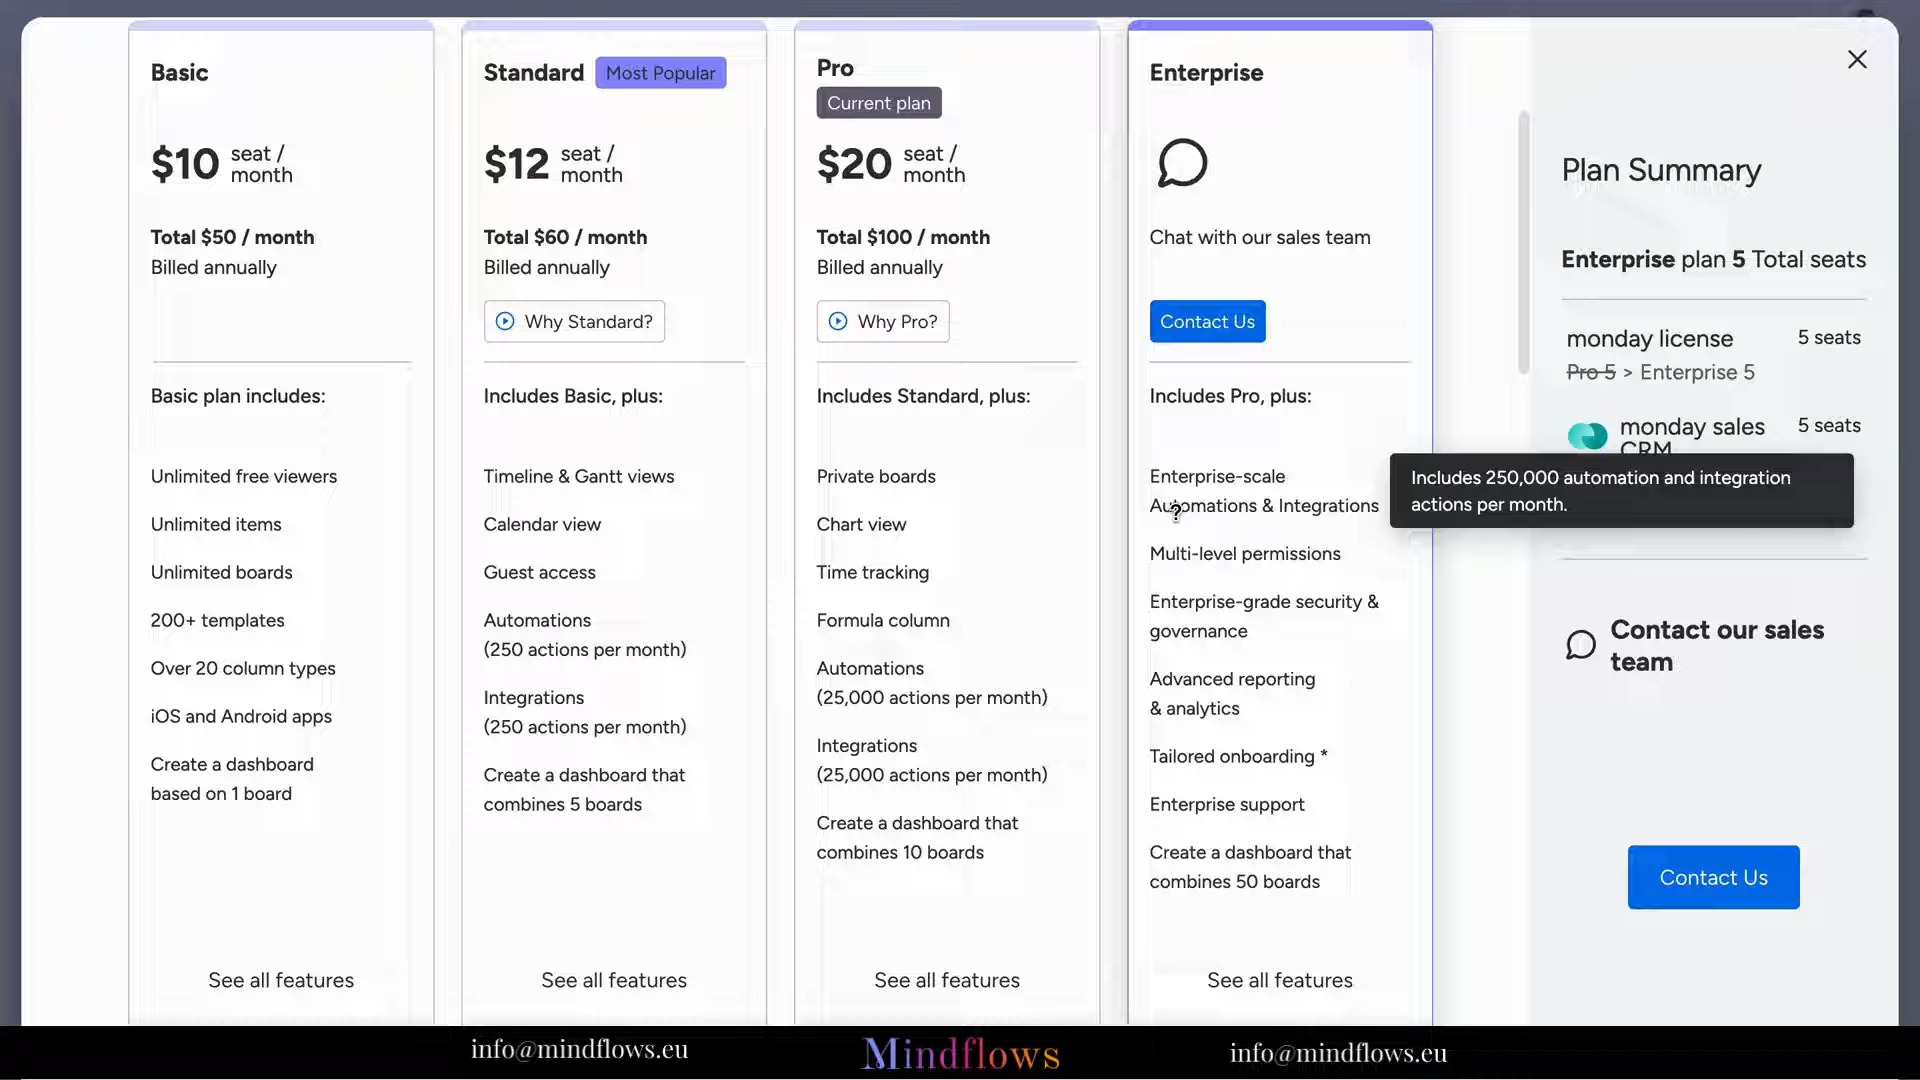 Basic
$10 seat /
month
Total $50 / month
Billed annually
Basic plan includes:
Unlimited free viewers
Unlimited items
Unlimited boards
200+ templates
Over 20 column types
iOS and Android apps
Create a dashboard
based on 1 board
See all features
Standard Most Popular
$12 seat /
month
Total $60 / month
Billed annually
Why Standard?
Includes Basic, plus:
Timeline & Gantt views
Calendar view
Guest access
Automations
(250 actions per month)
Integrations
(250 actions per month)
Create a dashboard that
combines 5 boards
See all features
Pro
Current plan
$20 seat /
month
Total $100 / month
Billed annually
Why Pro?
Includes Standard, plus:
Private boards
Chart view
Time tracking
Formula column
Automations
(25,000 actions per month)
Integrations
(25,000 actions per month)
Create a dashboard that
combines 10 boards
See all features
Enterprise
Chat with our sales team
Contact Us
Includes Pro, plus:
Enterprise-scale
Automations & Integrations
Multi-level permissions
Enterprise-grade security &
governance
Advanced reporting
& analytics
Tailored onboarding *
Enterprise support
Create a dashboard that
combines 50 boards
See all features
Plan Summary
Enterprise plan 5 Total seats
monday license 5 seats
Pro 5 > Enterprise 5
monday sales 5 seats
CRM
Includes 250,000 automation and integration
actions per month.
Contact our sales
team
Contact Us
info@mindflows.eu Mindflows info@mindflows.eu